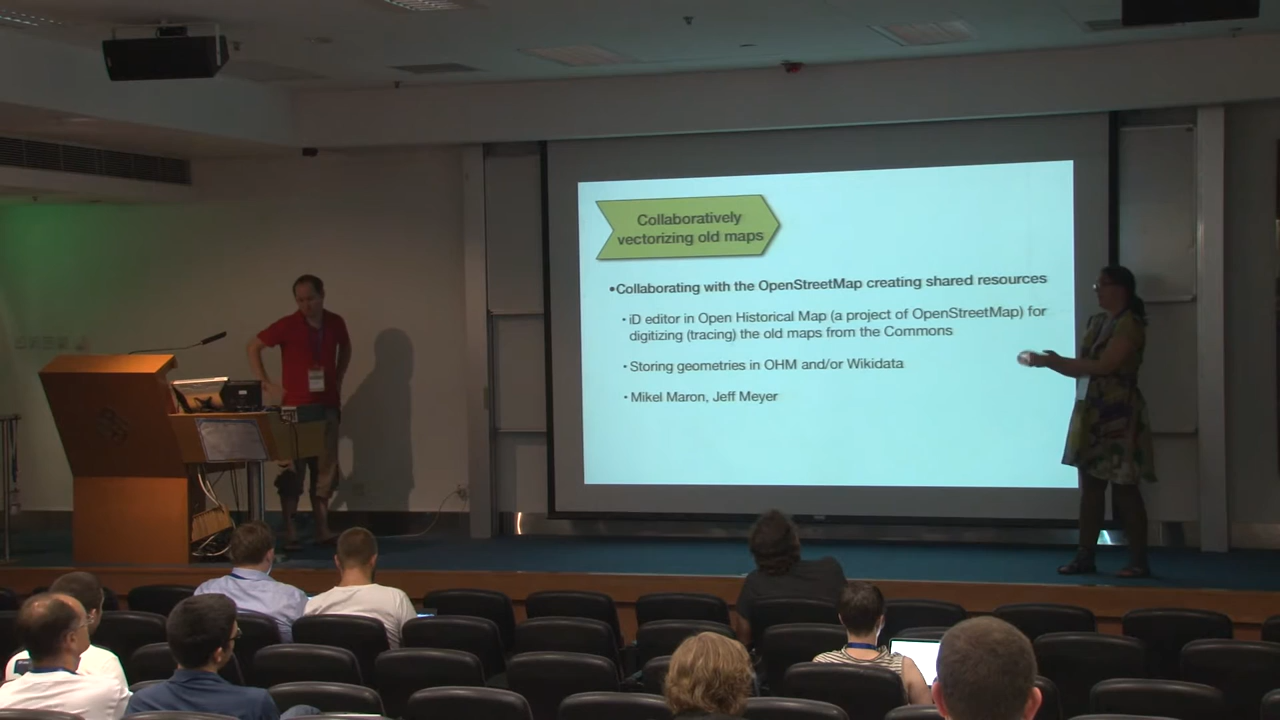 Collaboratively
vectorizing old maps
•Collaborating with the OpenStreetMap creating shared resources
• iD editor in Open Historical Map (a project of OpenStreetMap) for
digitizing (tracing) the old maps from the Commons
• Storing geometries in OHM and/or Wikidata
• Mikel Maron, Jeff Meyer